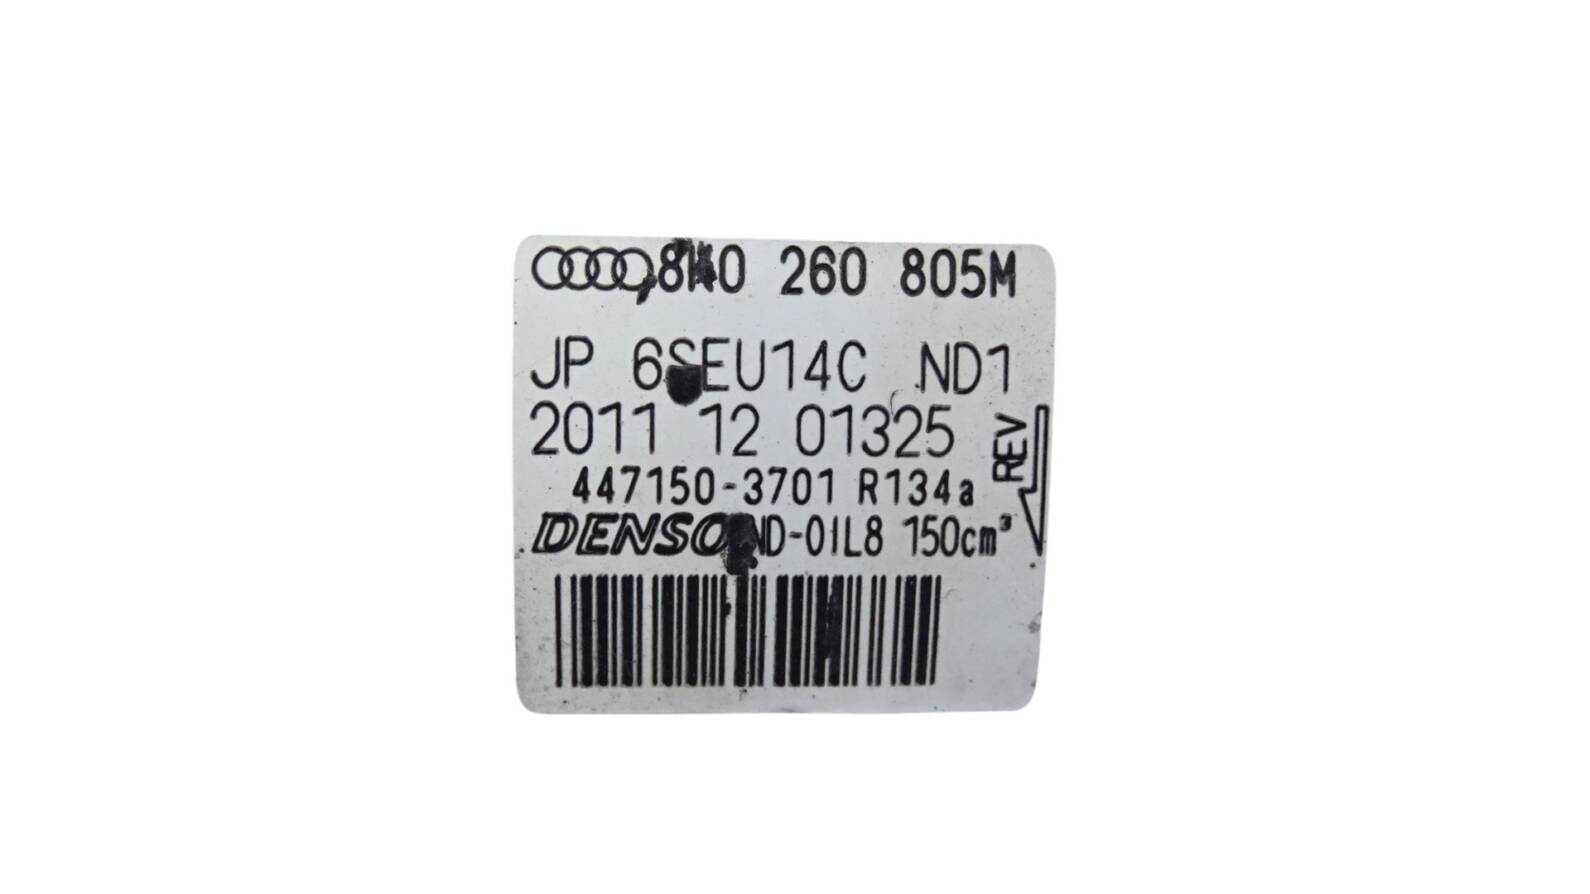 8K0 260 805M
JP 6SEU14C ND1
2011 12 01325
447150-3701 R134a
DENSO ND-OIL8 150cm³
REV